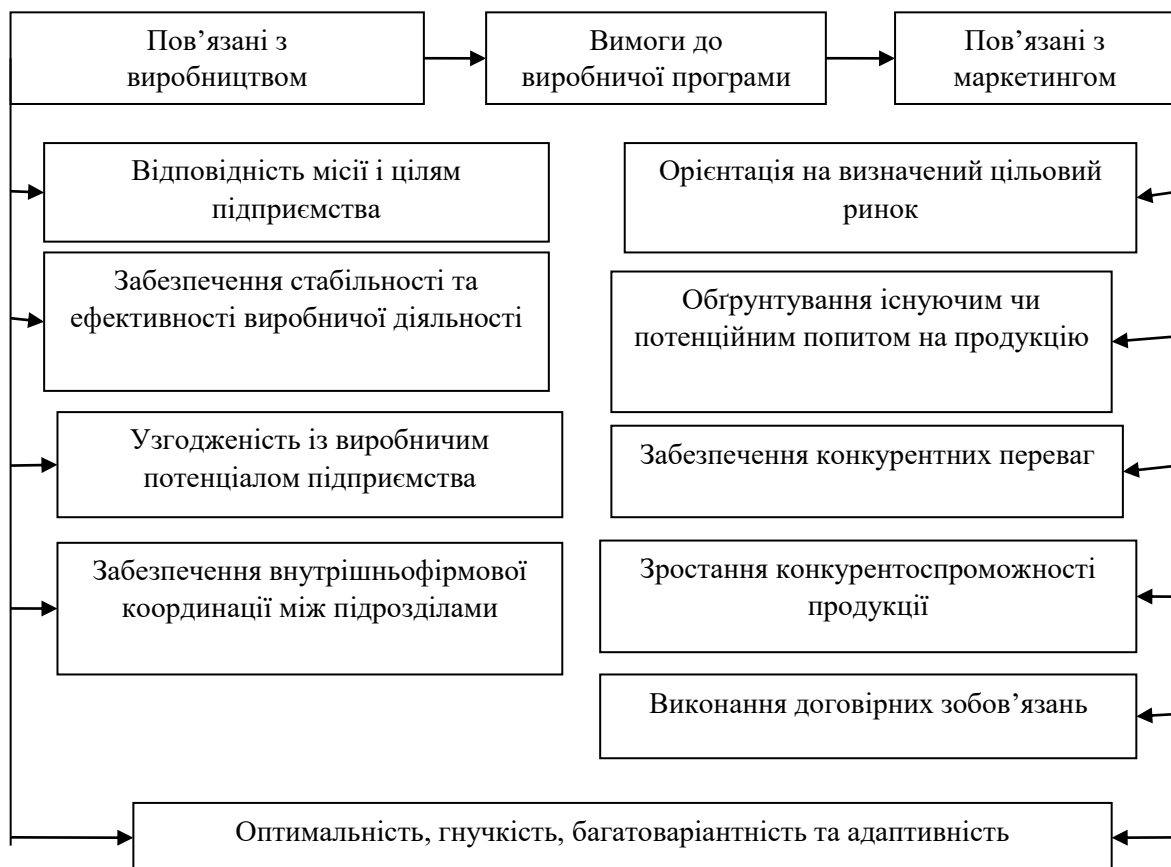 Пов’язані з
виробництвом
Вимоги до
виробничої програми
Пов’язані з
маркетингом
Відповідність місії і цілям
підприємства
Забезпечення стабільності та
ефективності виробничої діяльності
Узгодженість із виробничим
потенціалом підприємства
Забезпечення внутрішньофірмової
координації між підрозділами
Орієнтація на визначений цільовий
ринок
Обґрунтування існуючим чи
потенційним попитом на продукцію
Забезпечення конкурентних переваг
Зростання конкурентоспроможності
продукції
Виконання договірних зобов’язань
Оптимальність, гнучкість, багатоваріантність та адаптивність